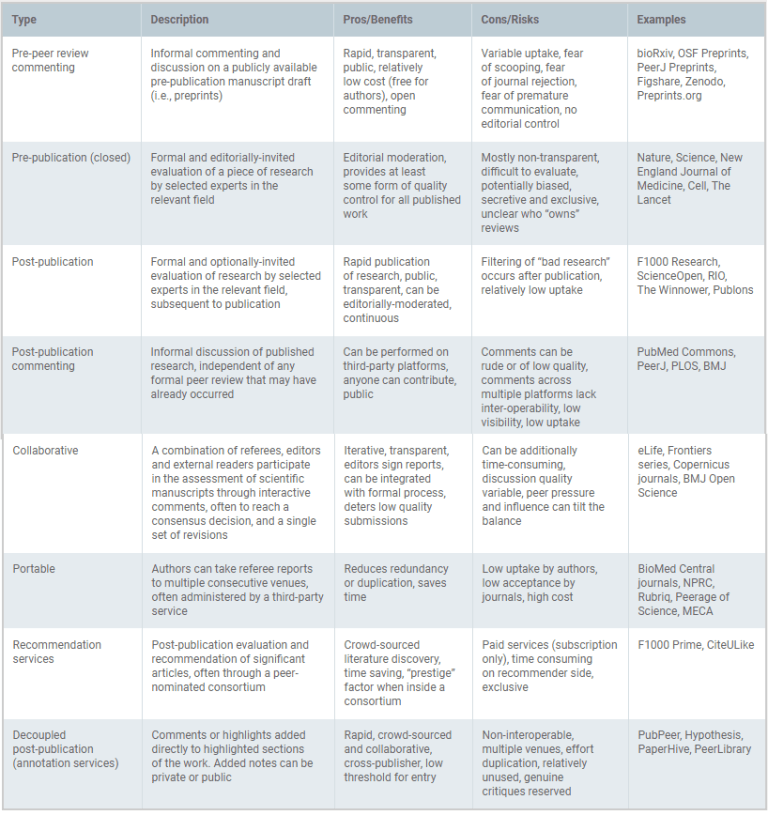 Type
Description
Pros/Benefits
Cons/Risks
Examples
Pre-peer review
commenting
Informal commenting and
discussion on a publicly available
pre-publication manuscript draft
(i.e., preprints)
Rapid, transparent,
public, relatively
low cost (free for
authors), open
commenting
Variable uptake, fear
of scooping, fear
of journal rejection,
fear of premature
communication, no
editorial control
bioRxiv, OSF Preprints,
PeerJ Preprints,
Figshare, Zenodo,
Preprints.org
Pre-publication (closed)
Formal and editorially-invited
evaluation of a piece of research
by selected experts in the
relevant field
Editorial moderation,
provides at least
some form of quality
control for all published
work
Mostly non-transparent,
difficult to evaluate,
potentially biased,
secretive and exclusive,
unclear who “owns”
reviews
Nature, Science, New
England Journal of
Medicine, Cell, The
Lancet
Post-publication
Formal and optionally-invited
evaluation of research by selected
experts in the relevant field,
subsequent to publication
Rapid publication
of research, public,
transparent, can be
editorially-moderated,
continuous
Filtering of “bad research”
occurs after publication,
relatively low uptake
F1000 Research,
ScienceOpen, RIO,
The Winnower, Publons
Post-publication
commenting
Informal discussion of published
research, independent of any
formal peer review that may have
already occurred
Can be performed on
third-party platforms,
anyone can contribute,
public
Comments can be
rude or of low quality,
comments across
multiple platforms lack
inter-operability, low
visibility, low uptake
PubMed Commons,
PeerJ, PLOS, BMJ
Collaborative
A combination of referees, editors
and external readers participate
in the assessment of scientific
manuscripts through interactive
comments, often to reach a
consensus decision, and a single
set of revisions
Iterative, transparent,
editors sign reports,
can be integrated
with formal process,
deters low quality
submissions
Can be additionally
time-consuming,
discussion quality
variable, peer pressure
and influence can tilt the
balance
eLife, Frontiers
series, Copernicus
journals, BMJ Open
Science
Portable
Authors can take referee reports
to multiple consecutive venues,
often administered by a third-party
service
Reduces redundancy
or duplication, saves
time
Low uptake by authors,
low acceptance by
journals, high cost
BioMed Central
journals, NPRC,
Rubriq, Peerage of
Science, MECA
Recommendation
services
Post-publication evaluation and
recommendation of significant
articles, often through a peer-
nominated consortium
Crowd-sourced
literature discovery,
time saving, “prestige”
factor when inside a
consortium
Paid services (subscription
only), time consuming
on recommender side,
exclusive
F1000 Prime, CiteULike
Decoupled
post-publication
(annotation services)
Comments or highlights added
directly to highlighted sections
of the work. Added notes can be
private or public
Rapid, crowd-sourced
and collaborative,
cross-publisher, low
threshold for entry
Non-interoperable,
multiple venues, effort
duplication, relatively
unused, genuine
critiques reserved
PubPeer, Hypothesis,
PaperHive, PeerLibrary